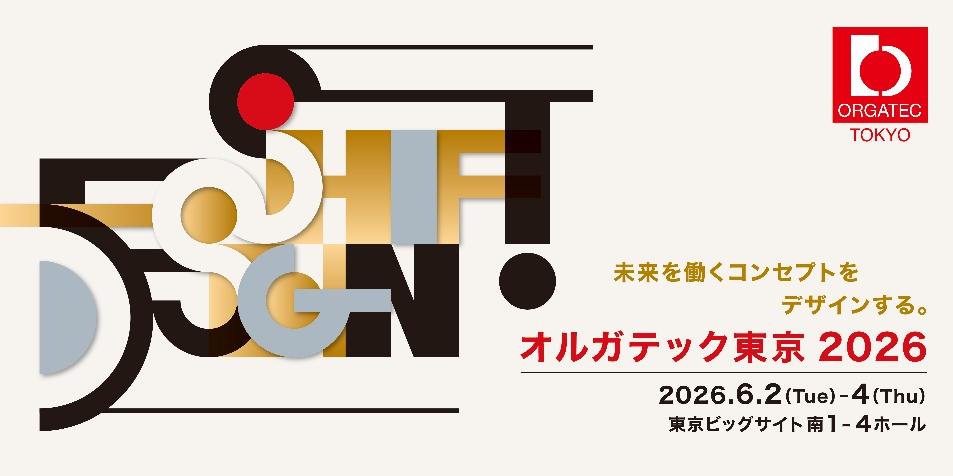 SHIFT
DESIGN!
ORGATEC
TOKYO
未来を働くコンセプトを
デザインする。
オルガテック東京 2026
2026.6.2(Tue)-4(Thu)
東京ビッグサイト 南1-4ホール